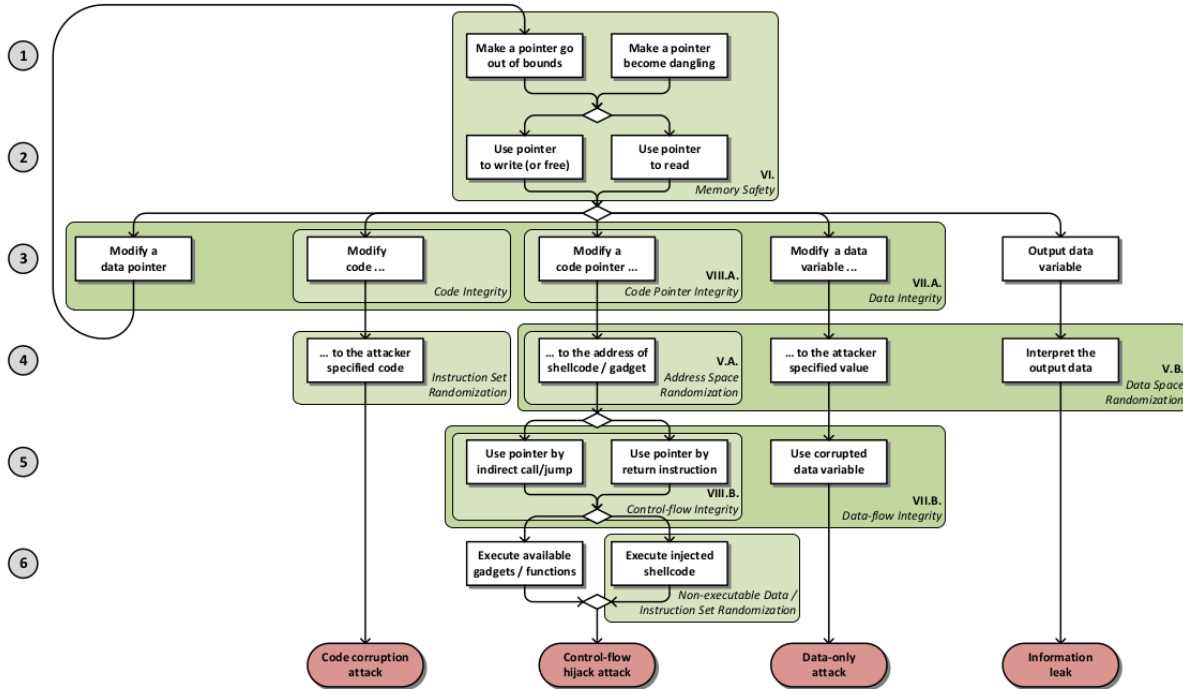 1
Make a pointer go
out of bounds
Make a pointer
become dangling
2
Use pointer
to write (or free)
Use pointer
to read
VI.
Memory Safety
3
Modify a
data pointer
Modify
code ...
Code Integrity
Modify a
code pointer ...
VIII.A.
Code Pointer Integrity
Modify a data
variable ...
VII.A.
Data Integrity
Output data
variable
4
... to the attacker
specified code
Instruction Set
Randomization
... to the address of
shellcode / gadget
V.A.
Address Space
Randomization
... to the attacker
specified value
Interpret the
output data
V.B.
Data Space
Randomization
5
Use pointer by
indirect call/jump
Use pointer by
return instruction
VIII.B.
Control-flow Integrity
Use corrupted
data variable
VII.B.
Data-flow Integrity
6
Execute available
gadgets / functions
Execute injected
shellcode
Non-executable Data /
Instruction Set Randomization
Code corruption
attack
Control-flow
hijack attack
Data-only
attack
Information
leak